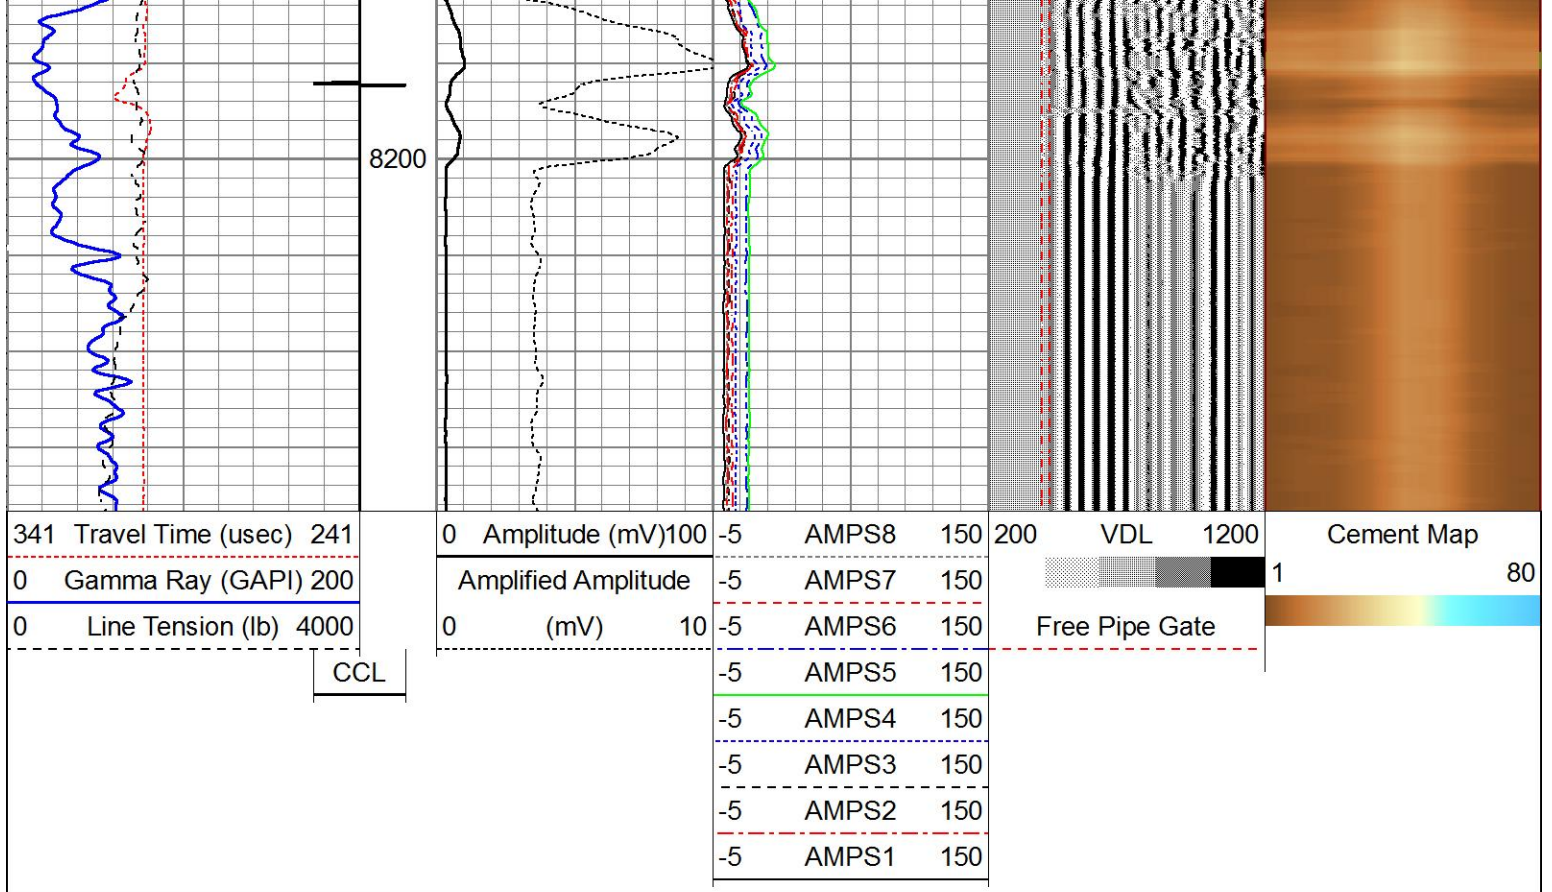 8200
341 Travel Time (usec) 241
0 Gamma Ray (GAPI) 200
0 Line Tension (lb) 4000
CCL
0 Amplitude (mV)100
Amplified Amplitude
0 (mV) 10
-5 AMPS8 150
-5 AMPS7 150
-5 AMPS6 150
-5 AMPS5 150
-5 AMPS4 150
-5 AMPS3 150
-5 AMPS2 150
-5 AMPS1 150
200 VDL 1200
Free Pipe Gate
Cement Map
1 80